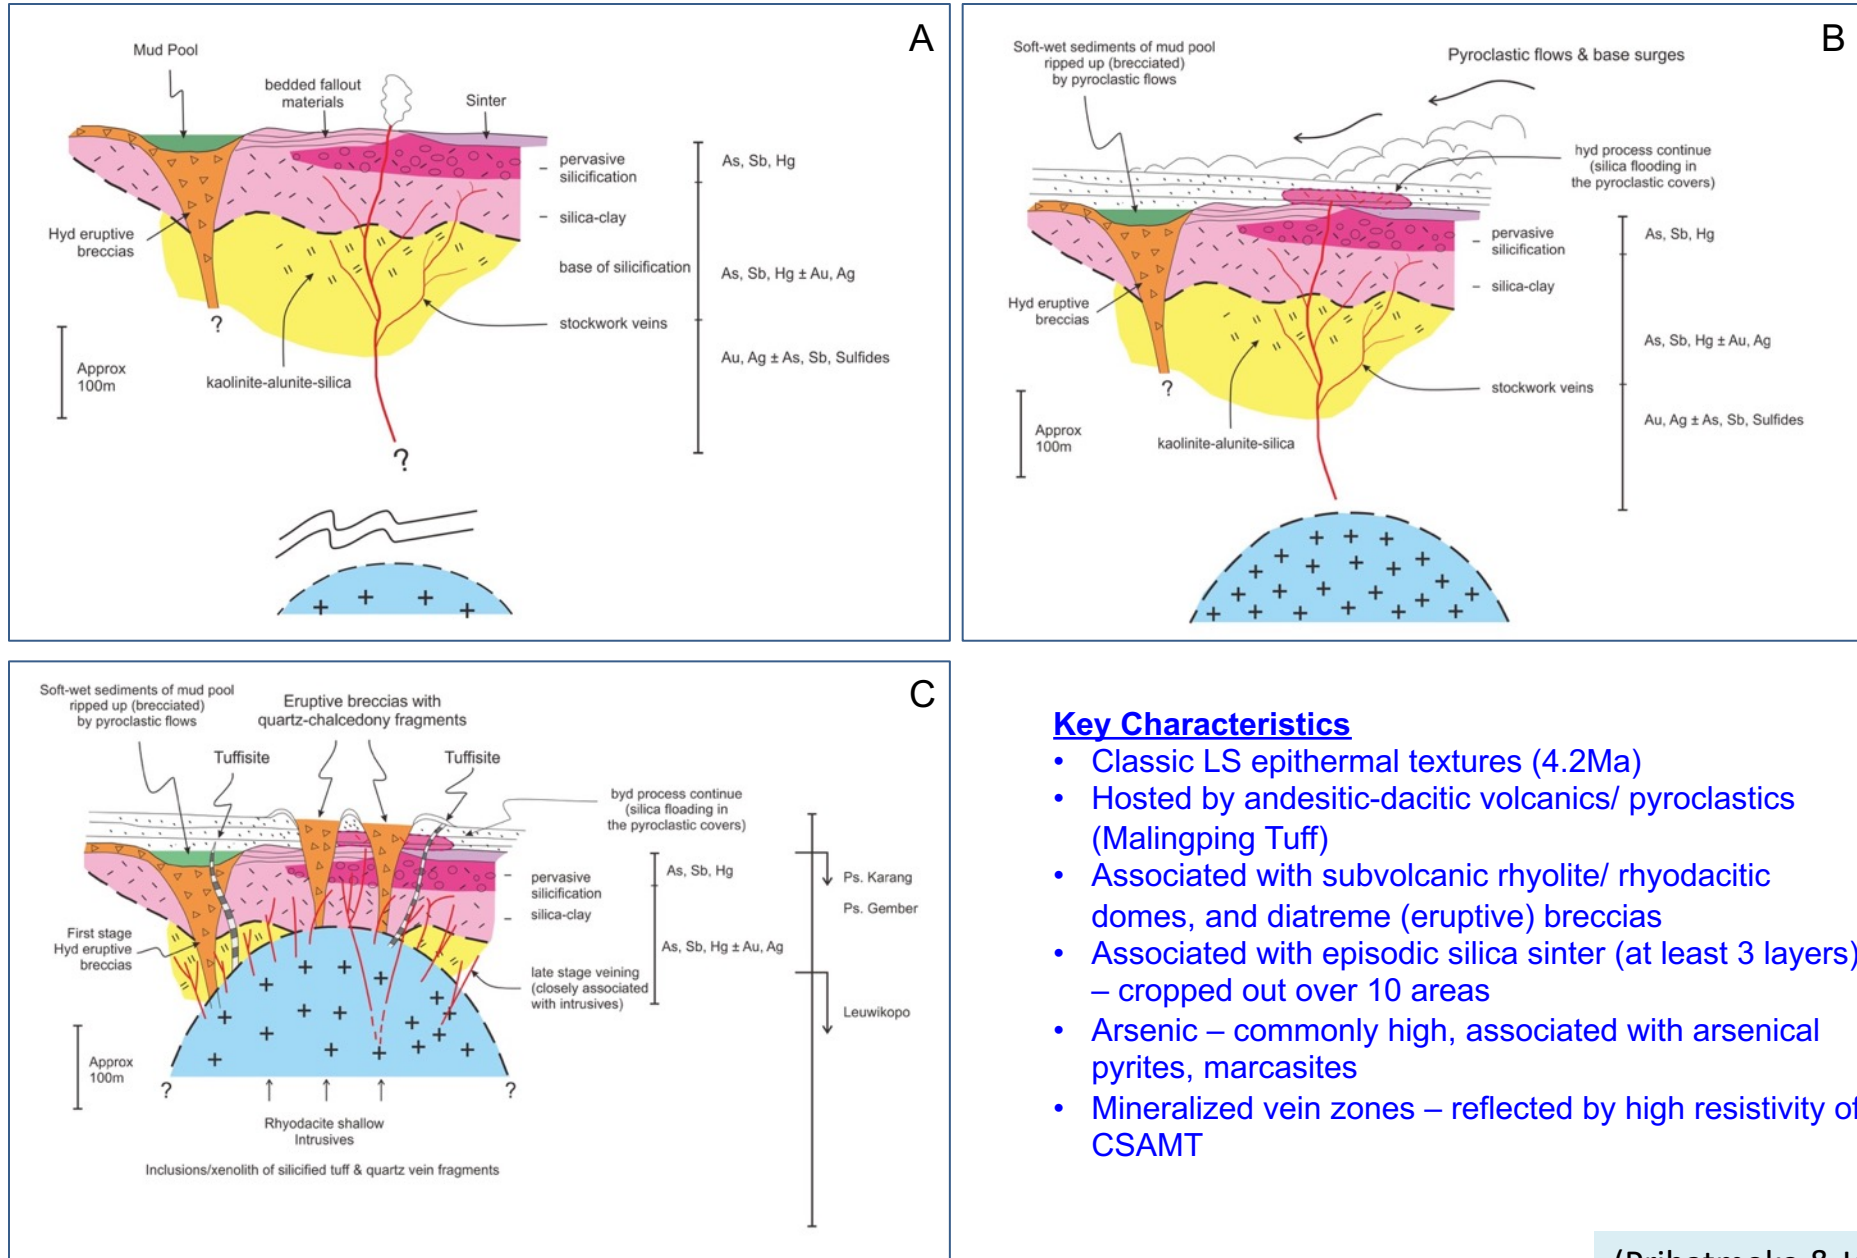 A
Mud Pool
bedded fallout
materials
Sinter
pervasive
silicification
As, Sb, Hg
silica-clay
Hyd eruptive
breccias
base of silicification
As, Sb, Hg ± Au, Ag
?
stockwork veins
Approx
100m
kaolinite-alunite-silica
Au, Ag ± As, Sb, Sulfides
?
B
Soft-wet sediments of mud pool
ripped up (brecciated)
by pyroclastic flows
Pyroclastic flows & base surges
hyd process continue
(silica flooding in
the pyroclastic covers)
pervasive
silicification
As, Sb, Hg
silica-clay
Hyd eruptive
breccias
As, Sb, Hg ± Au, Ag
?
stockwork veins
Approx
100m
kaolinite-alunite-silica
Au, Ag ± As, Sb, Sulfides
C
Soft-wet sediments of mud pool
ripped up (brecciated)
by pyroclastic flows
Eruptive breccias with
quartz-chalcedony fragments
Tuffisite
Tuffisite
byd process continue
(silica floading in
the pyroclastic covers)
pervasive
silicification
As, Sb, Hg
silica-clay
Ps. Karang
Ps. Gember
First stage
Hyd eruptive
breccias
As, Sb, Hg ± Au, Ag
late stage veining
(closely associated
with intrusives)
Leuwikopo
Approx
100m
?
?
Rhyodacite shallow
Intrusives
Inclusions/xenolith of silicified tuff & quartz vein fragments
Key Characteristics
• Classic LS epithermal textures (4.2Ma)
• Hosted by andesitic-dacitic volcanics/ pyroclastics
(Malingping Tuff)
• Associated with subvolcanic rhyolite/ rhyodacitic
domes, and diatreme (eruptive) breccias
• Associated with episodic silica sinter (at least 3 layers)
– cropped out over 10 areas
• Arsenic – commonly high, associated with arsenical
pyrites, marcasites
• Mineralized vein zones – reflected by high resistivity of
CSAMT